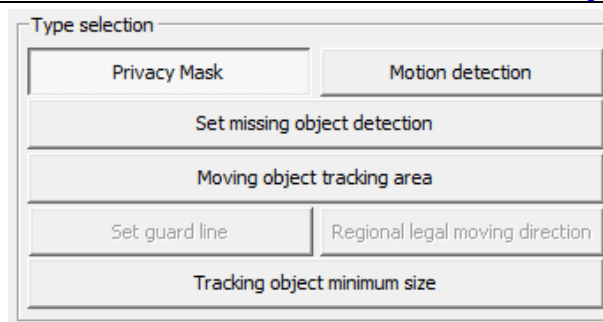 Type selection
Privacy Mask Motion detection
Set missing object detection
Moving object tracking area
Set guard line Regional legal moving direction
Tracking object minimum size